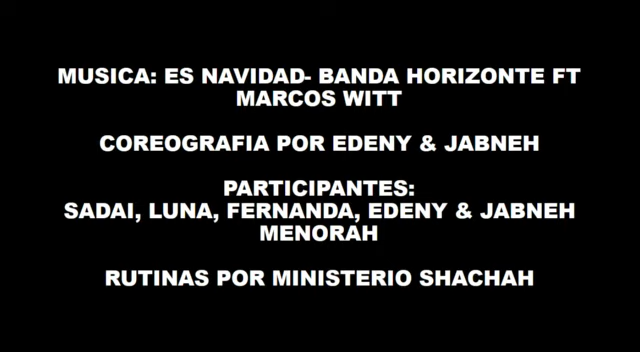 MUSICA: ES NAVIDAD- BANDA HORIZONTE FT
MARCOS WITT
COREOGRAFIA POR EDENY & JABNEH
PARTICIPANTES:
SADAI, LUNA, FERNANDA, EDENY & JABNEH
MENORAH
RUTINAS POR MINISTERIO SHACHAH